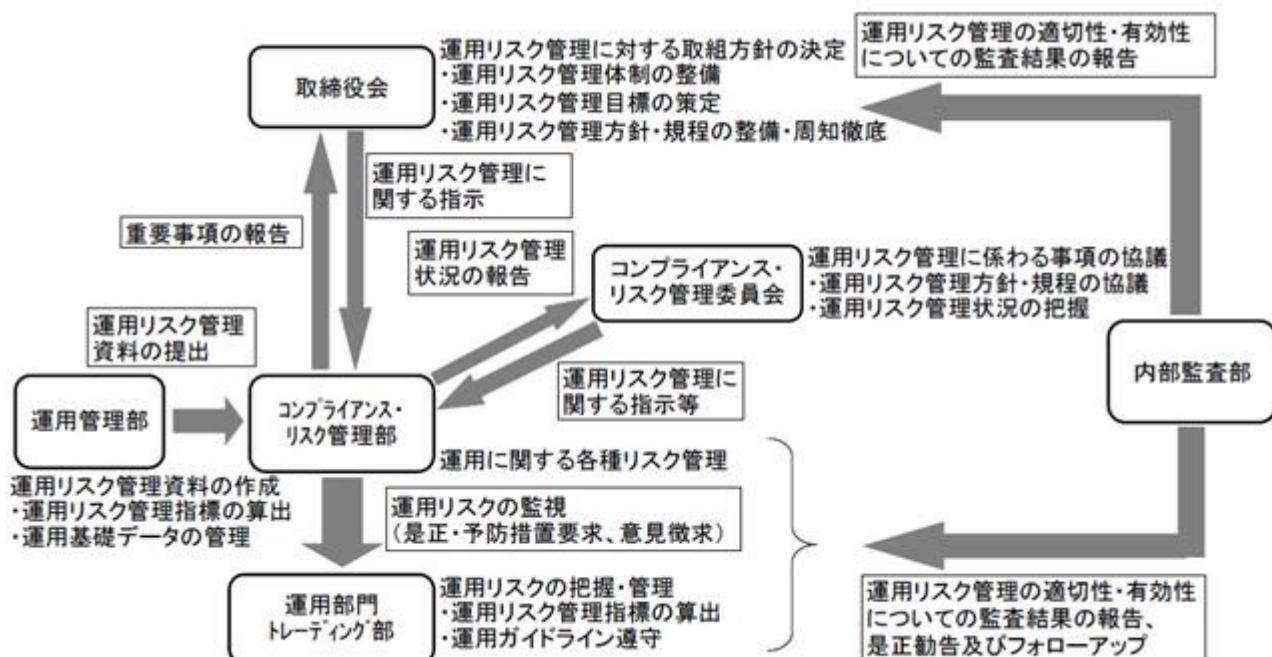 取締役会
運用リスク管理に対する取組方針の決定
・運用リスク管理体制の整備
・運用リスク管理目標の策定
・運用リスク管理方針・規程の整備・周知徹底
運用リスク管理の適切性・有効性
についての監査結果の報告
運用リスク管理に
関する指示
重要事項の報告
運用リスク管理
状況の報告
コンプライアンス・
リスク管理委員会
運用リスク管理に係わる事項の協議
・運用リスク管理方針・規程の協議
・運用リスク管理状況の把握
運用リスク管理
資料の提出
運用リスク管理に
関する指示等
内部監査部
運用管理部
コンプライアンス・
リスク管理部
運用に関する各種リスク管理
運用リスク管理資料の作成
・運用リスク管理指標の算出
・運用基礎データの管理
運用リスクの監視
(是正・予防措置要求、意見徴求)
運用部門
トレーディング部
運用リスクの把握・管理
・運用リスク管理指標の算出
・運用ガイドライン遵守
運用リスク管理の適切性・有効性
についての監査結果の報告、
是正勧告及びフォローアップ